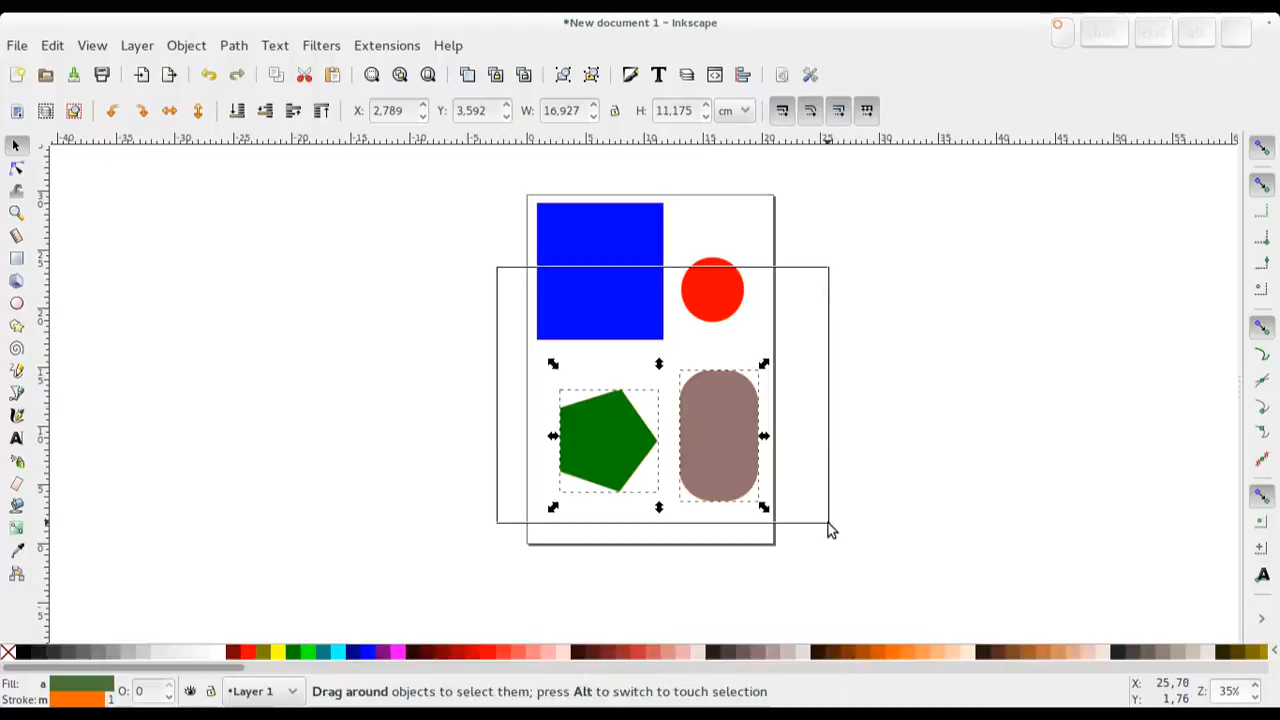 *New document 1 - Inkscape
File Edit View Layer Object Path Text Filters Extensions Help
X: 2,789 Y: 3,592 W: 16,927 H: 11,175 cm
Fill: a O: 0 •Layer 1 Drag around objects to select them; press Alt to switch to touch selection X: 25,70 Z: 35%
Stroke: m 1 Y: 1,76